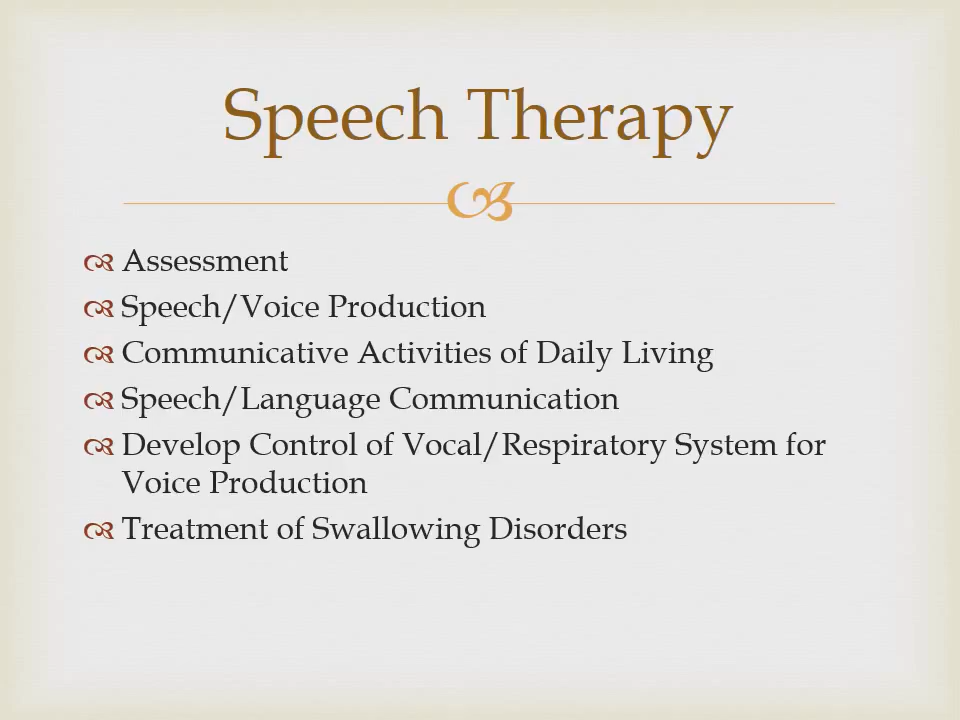 Speech Therapy
Assessment
Speech/Voice Production
Communicative Activities of Daily Living
Speech/Language Communication
Develop Control of Vocal/Respiratory System for
Voice Production
Treatment of Swallowing Disorders